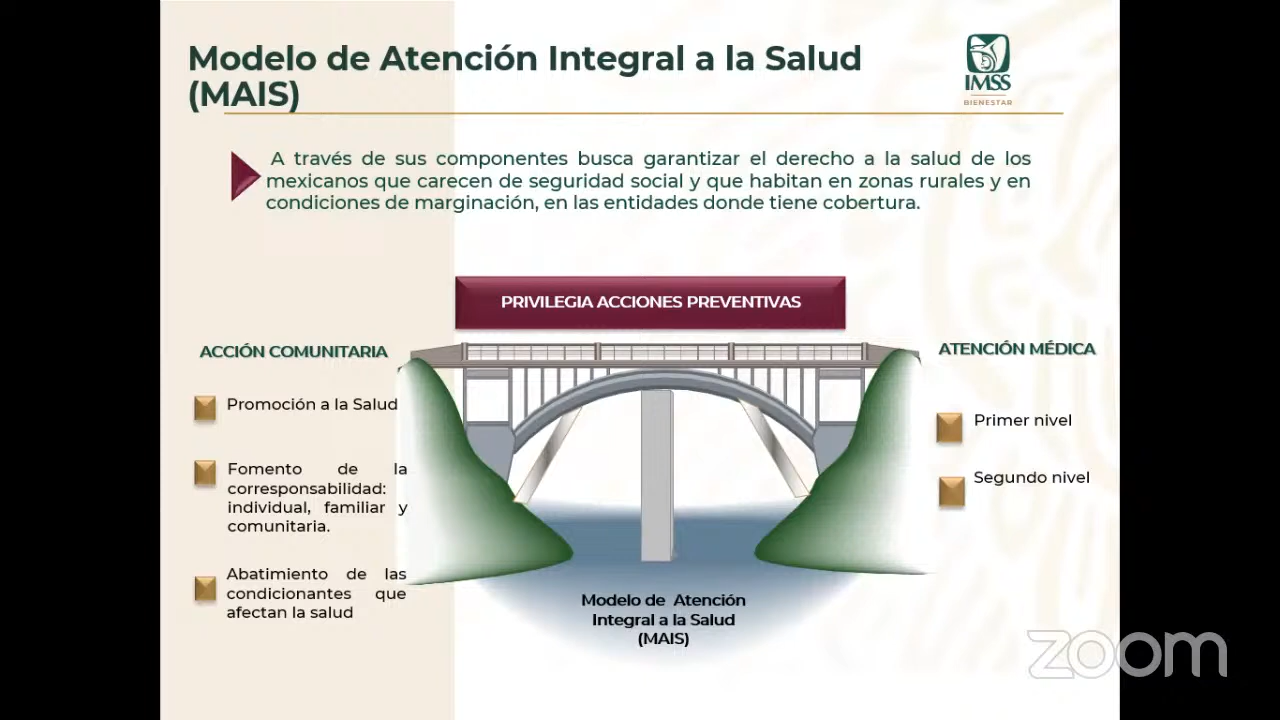 Modelo de Atención Integral a la Salud
(MAIS)
IMSS
BIENESTAR
A través de sus componentes busca garantizar el derecho a la salud de los
mexicanos que carecen de seguridad social y que habitan en zonas rurales y en
condiciones de marginación, en las entidades donde tiene cobertura.
PRIVILEGIA ACCIONES PREVENTIVAS
ACCIÓN COMUNITARIA
Promoción a la Salud
Fomento de la
corresponsabilidad:
individual, familiar y
comunitaria.
Abatimiento de las
condicionantes que
afectan la salud
ATENCIÓN MÉDICA
Primer nivel
Segundo nivel
Modelo de Atención
Integral a la Salud
(MAIS)
zoom